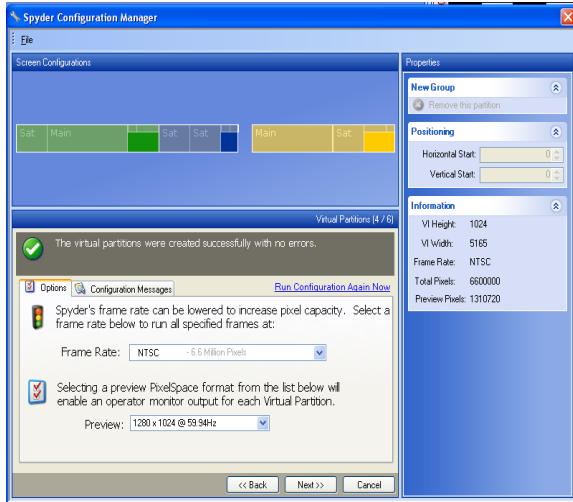 Spyder Configuration Manager
File
Screen Configurations
Sat Main Sat Sat Main Sat
Virtual Partitions (4 / 6)
The virtual partitions were created successfully with no errors.
Options Configuration Messages Run Configuration Again Now
Spyder's frame rate can be lowered to increase pixel capacity. Select a
frame rate below to run all specified frames at:
Frame Rate: NTSC - 6.6 Million Pixels
Selecting a preview PixelSpace format from the list below will
enable an operator monitor output for each Virtual Partition.
Preview: 1280 x 1024 @ 59.94Hz
<< Back Next >> Cancel
Properties
New Group
Remove this partition
Positioning
Horizontal Start: 0
Vertical Start: 0
Information
VI Height: 1024
VI Width: 5165
Frame Rate: NTSC
Total Pixels: 6600000
Preview Pixels: 1310720